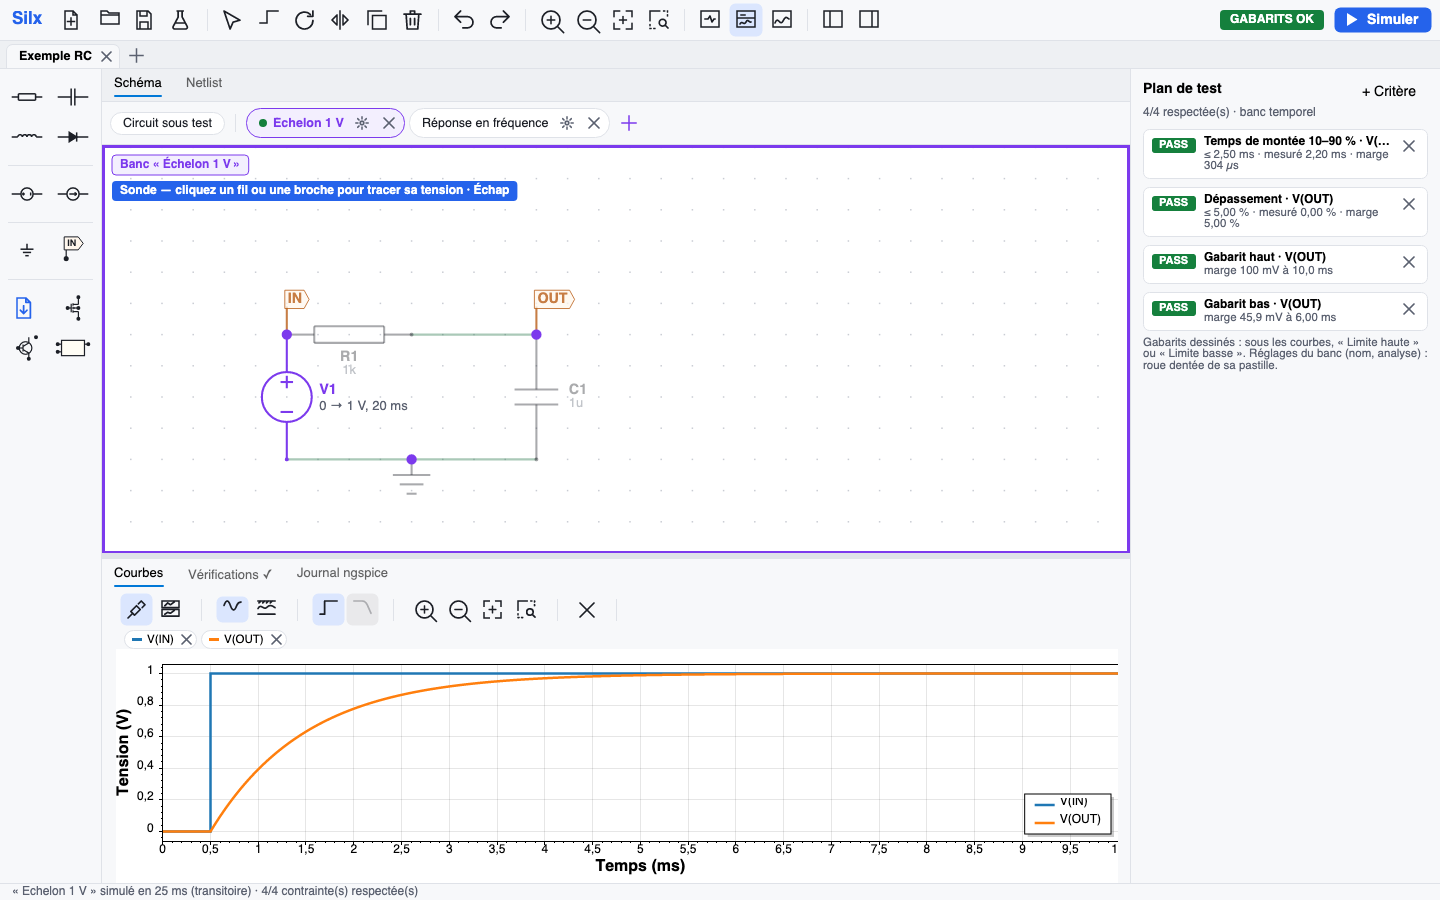 Silx
GABARITS OK
Simuler
Exemple RC
Schéma
Netlist
Circuit sous test
Echelon 1 V
Réponse en fréquence
Banc « Échelon 1 V »
Sonde — cliquez un fil ou une broche pour tracer sa tension · Échap
IN
IN
OUT
R1
1k
V1
0 → 1 V, 20 ms
C1
1u
Plan de test
+ Critère
4/4 respectée(s) · banc temporel
PASS
Temps de montée 10–90 % · V(...
≤ 2,50 ms · mesuré 2,20 ms · marge
304 µs
PASS
Dépassement · V(OUT)
≤ 5,00 % · mesuré 0,00 % · marge
5,00 %
PASS
Gabarit haut · V(OUT)
marge 100 mV à 10,0 ms
PASS
Gabarit bas · V(OUT)
marge 45,9 mV à 6,00 ms
Gabarits dessinés : sous les courbes, « Limite haute »
ou « Limite basse ». Réglages du banc (nom, analyse) :
roue dentée de sa pastille.
Courbes
Vérifications ✓
Journal ngspice
V(IN)
V(OUT)
Tension (V)
1
0,8
0,6
0,4
0,2
0
0 0,5 1 1,5 2 2,5 3 3,5 4 4,5 5 5,5 6 6,5 7 7,5 8 8,5 9 9,5 1
Temps (ms)
V(IN)
V(OUT)
« Echelon 1 V » simulé en 25 ms (transitoire) · 4/4 contrainte(s) respectée(s)